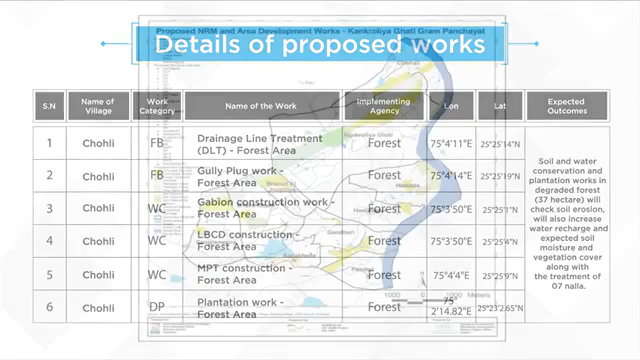 Proposed NRM and Area Development Works - Kankroliya Ghati Gram Panchayat
Details of proposed works
S.N
Name of
Village
Work
Category
Name of the Work
Implementing
Agency
Lon
Lat
Expected
Outcomes
1
Chohli
FB
Drainage Line Treatment
(DLT) - Forest Area
Forest
75°4'11"E
25°25'14"N
2
Chohli
FB
Gully Plug work -
Forest Area
Forest
75°4'14"E
25°25'19"N
3
Chohli
WC
Gabion construction work -
Forest Area
Forest
75°3'50"E
25°25'1"N
4
Chohli
WC
LBCD construction -
Forest Area
Forest
75°3'50"E
25°25'4"N
5
Chohli
WC
MPT construction -
Forest Area
Forest
75°4'4"E
25°25'9"N
6
Chohli
DP
Plantation work -
Forest Area
Forest
75°
2'14.82"E
25°23'2.65"N
Soil and water
conservation and
plantation works in
degraded forest
(37 hectare) will
check soil erosion,
will also increase
water recharge and
expected soil
moisture and
vegetation cover
along with
the treatment of
07 nalla.
Kankroliya Ghati
1000
1000 Meters